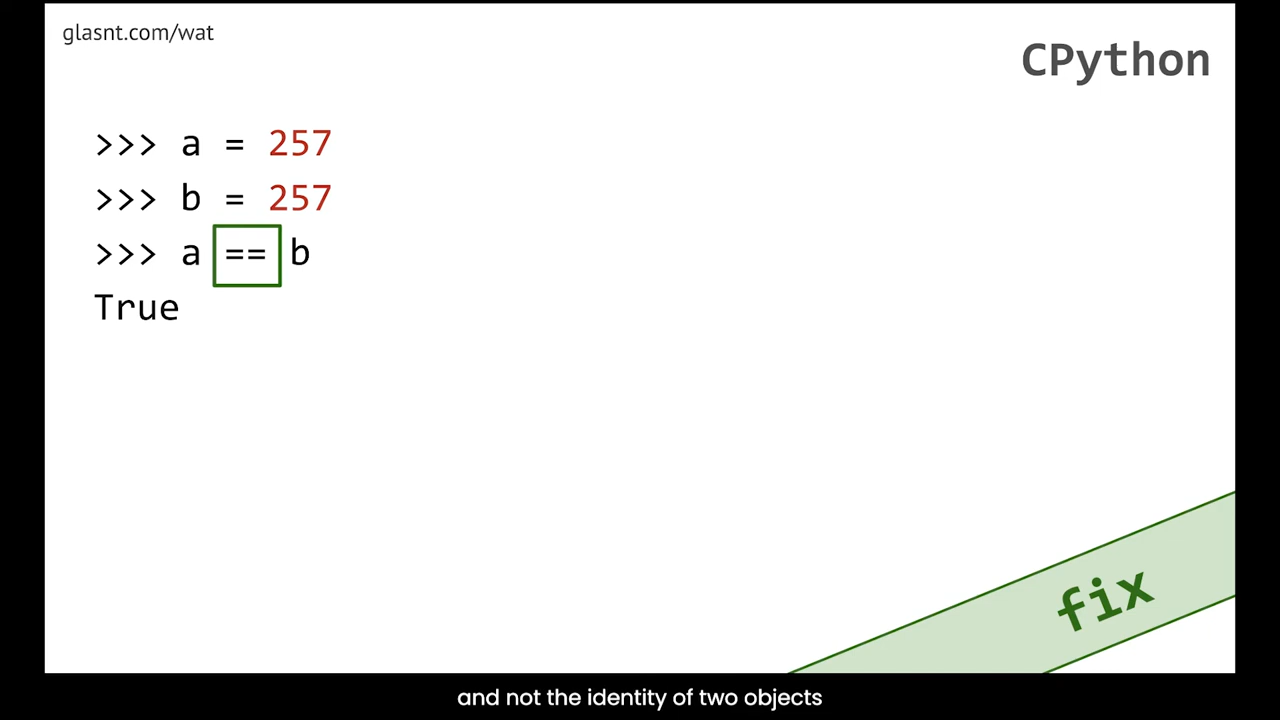 glasnt.com/wat
CPython
>>> a = 257
>>> b = 257
>>> a == b
True
fix
and not the identity of two objects